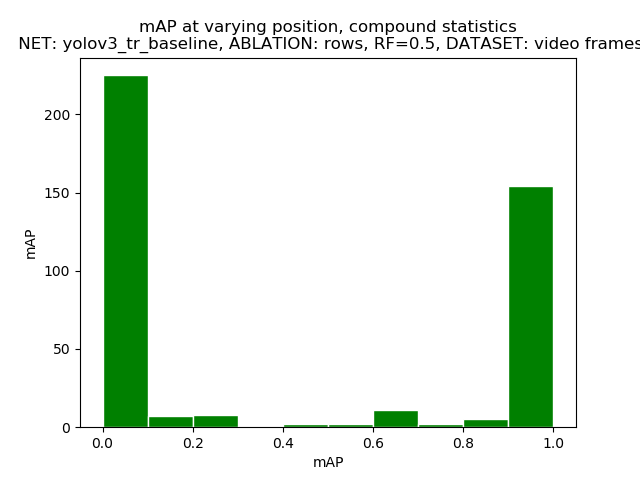 mAP at varying position, compound statistics
NET: yolov3_tr_baseline, ABLATION: rows, RF=0.5, DATASET: video frames
200
150
100
50
0
mAP
0.0 0.2 0.4 0.6 0.8 1.0
mAP